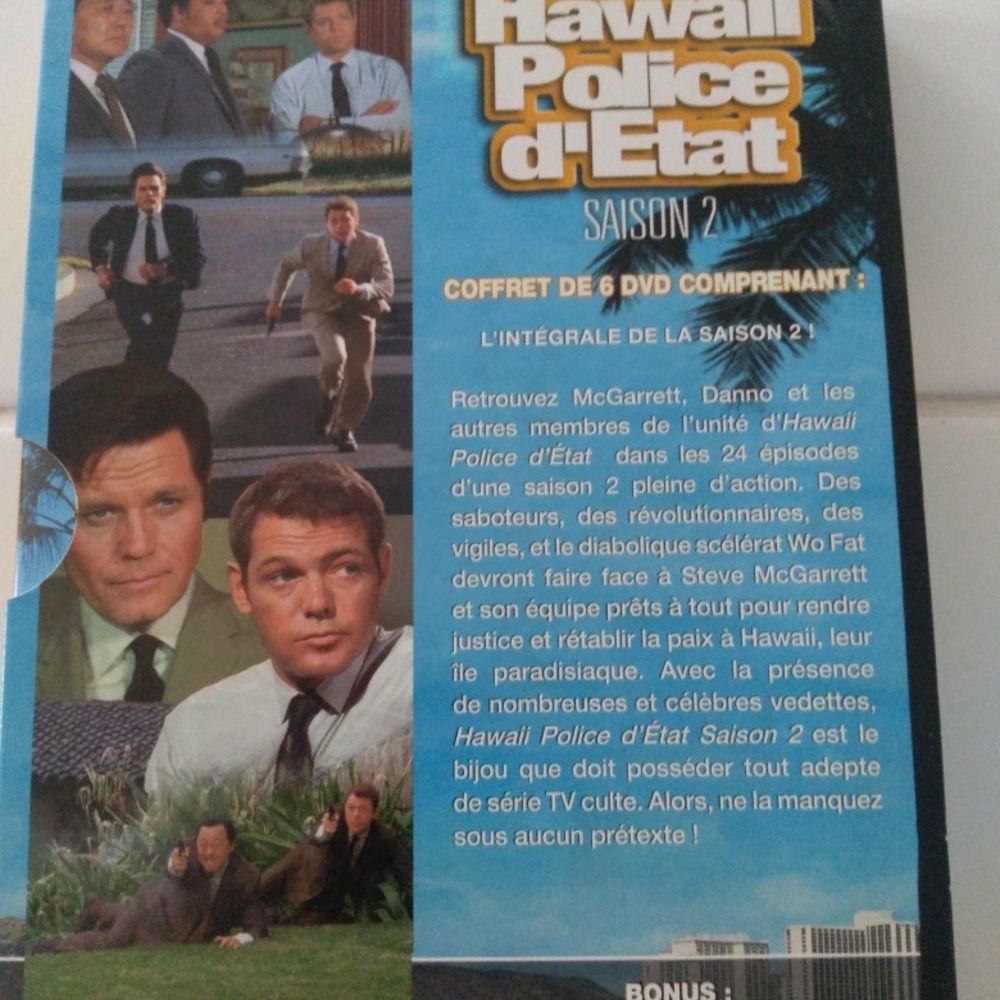 Hawaii
Police
d'Etat
SAISON 2
COFFRET DE 6 DVD COMPRENANT :
L'INTÉGRALE DE LA SAISON 2 !
Retrouvez McGarrett, Danno et les
autres membres de l'unité d'Hawaii
Police d'État dans les 24 épisodes
d'une saison 2 pleine d'action. Des
saboteurs, des révolutionnaires, des
vigiles, et le diabolique scélérat Wo Fat
devront faire face à Steve McGarrett
et son équipe prêts à tout pour rendre
justice et rétablir la paix à Hawaii, leur
île paradisiaque. Avec la présence
de nombreuses et célèbres vedettes,
Hawaii Police d'État Saison 2 est le
bijou que doit posséder tout adepte
de série TV culte. Alors, ne la manquez
sous aucun prétexte !
BONUS :